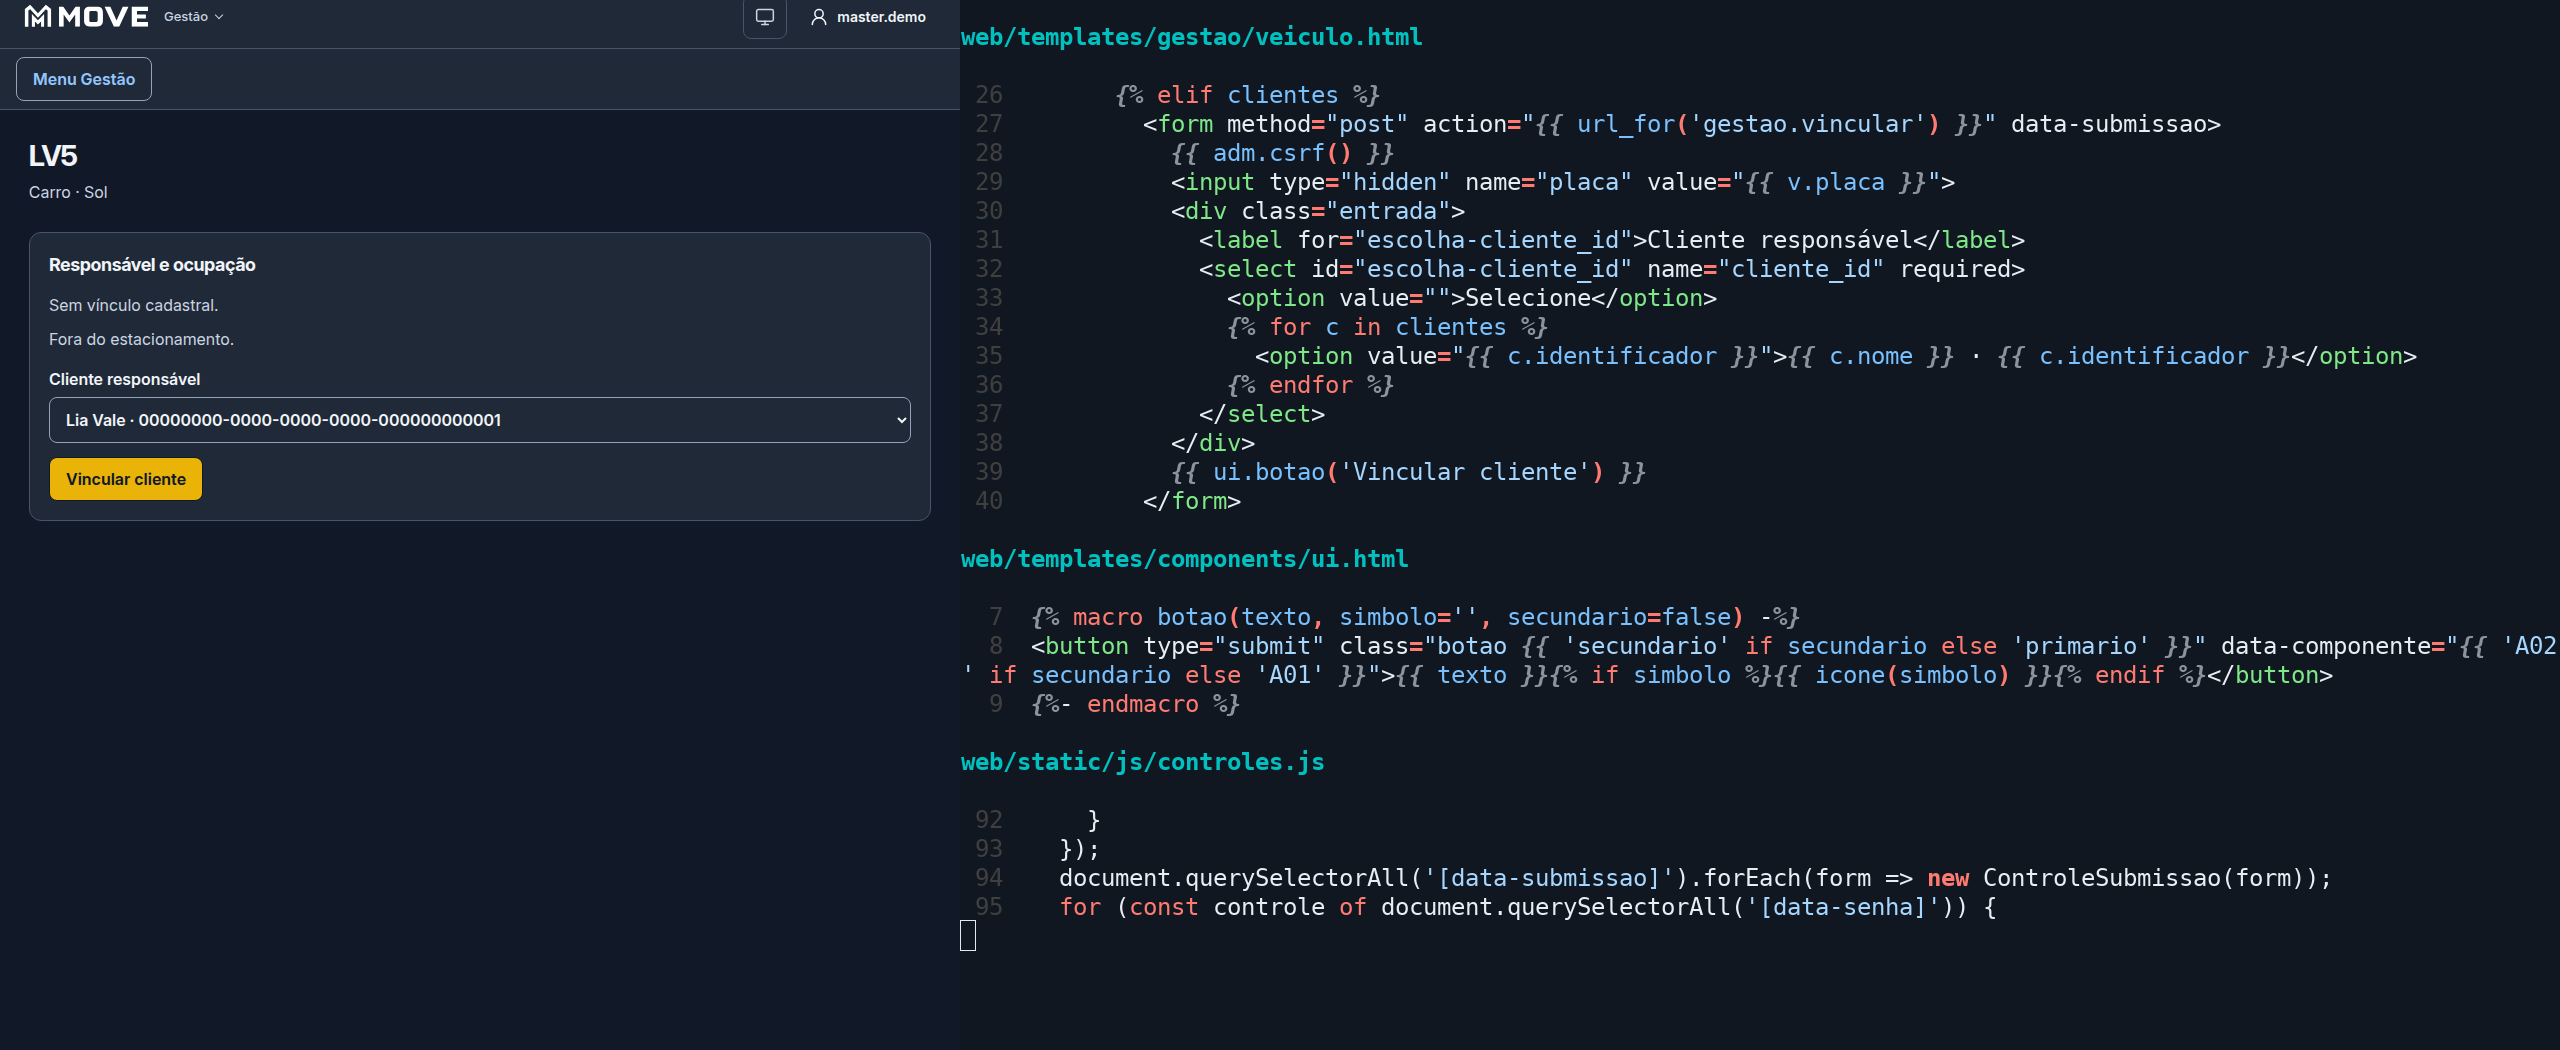 MOVE Gestão master.demo
Menu Gestão
LV5
Carro · Sol
Responsável e ocupação
Sem vínculo cadastral.
Fora do estacionamento.
Cliente responsável
Lia Vale · 00000000-0000-0000-0000-000000000001
Vincular cliente
web/templates/gestao/veiculo.html
26 {% elif clientes %}
27 <form method="post" action="{{ url_for('gestao.vincular') }}" data-submissao>
28 {{ adm.csrf() }}
29 <input type="hidden" name="placa" value="{{ v.placa }}">
30 <div class="entrada">
31 <label for="escolha-cliente_id">Cliente responsável</label>
32 <select id="escolha-cliente_id" name="cliente_id" required>
33 <option value="">Selecione</option>
34 {% for c in clientes %}
35 <option value="{{ c.identificador }}">{{ c.nome }} · {{ c.identificador }}</option>
36 {% endfor %}
37 </select>
38 </div>
39 {{ ui.botao('Vincular cliente') }}
40 </form>
web/templates/components/ui.html
7 {% macro botao(texto, simbolo='', secundario=false) -%}
8 <button type="submit" class="botao {{ 'secundario' if secundario else 'primario' }}" data-componente="{{ 'A02
' if secundario else 'A01' }}">{{ texto }}{% if simbolo %}{{ icone(simbolo) }}{% endif %}</button>
9 {%- endmacro %}
web/static/js/controles.js
92 }
93 });
94 document.querySelectorAll('[data-submissao]').forEach(form => new ControleSubmissao(form));
95 for (const controle of document.querySelectorAll('[data-senha]')) {